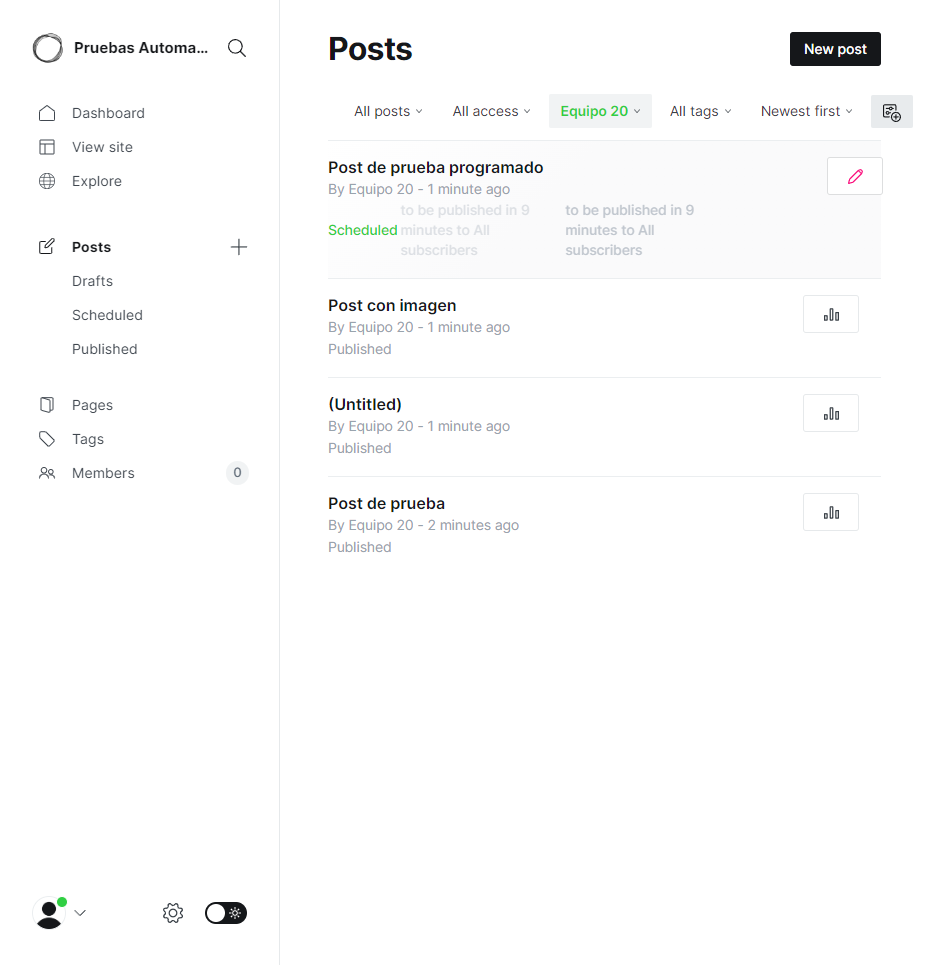 Pruebas Automa...
Dashboard
View site
Explore
Posts
Drafts
Scheduled
Published
Pages
Tags
Members 0
Posts
New post
All posts All access Equipo 20 All tags Newest first
Post de prueba programado
By Equipo 20 - 1 minute ago
Scheduled
to be published in 9
minutes to All
subscribers
to be published in 9
minutes to All
subscribers
Post con imagen
By Equipo 20 - 1 minute ago
Published
(Untitled)
By Equipo 20 - 1 minute ago
Published
Post de prueba
By Equipo 20 - 2 minutes ago
Published